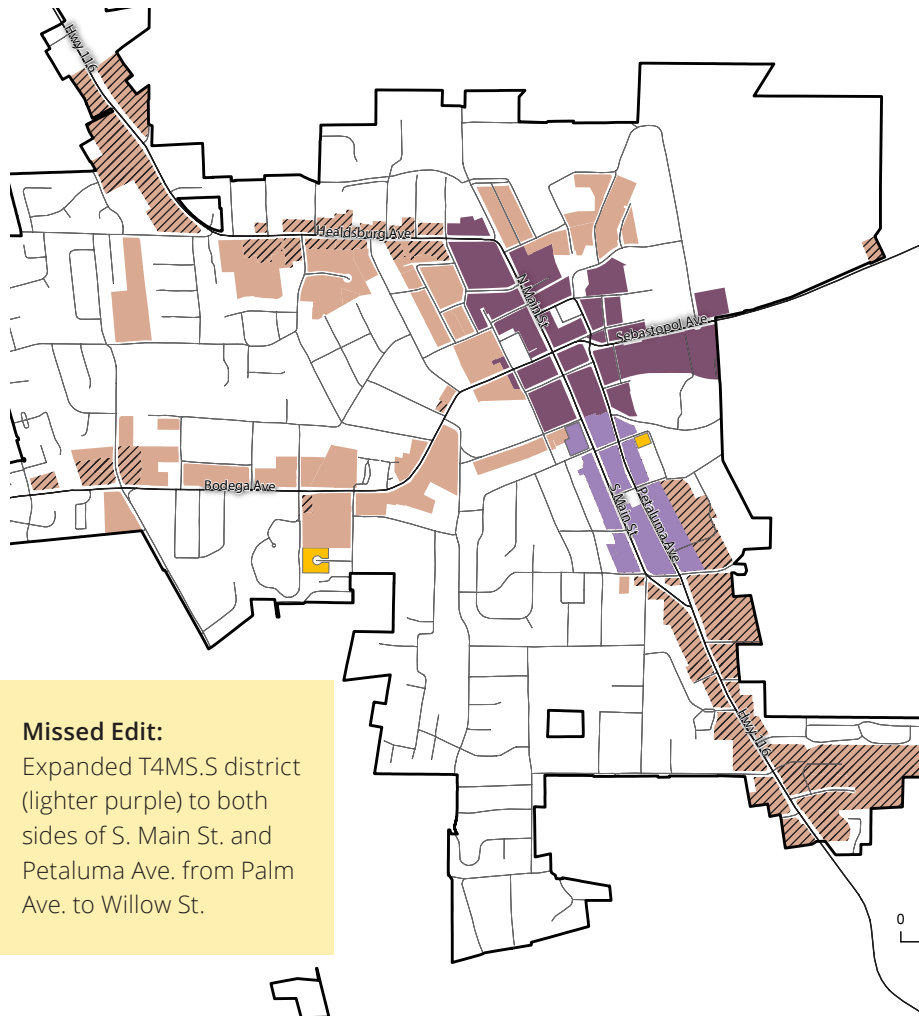 Hwy 116
Healdsburg Ave
N Main St
Sebastopol Ave
Bodega Ave
S Main St
Petaluma Ave
Hwy 116
Missed Edit:
Expanded T4MS.S district
(lighter purple) to both
sides of S. Main St. and
Petaluma Ave. from Palm
Ave. to Willow St.
0